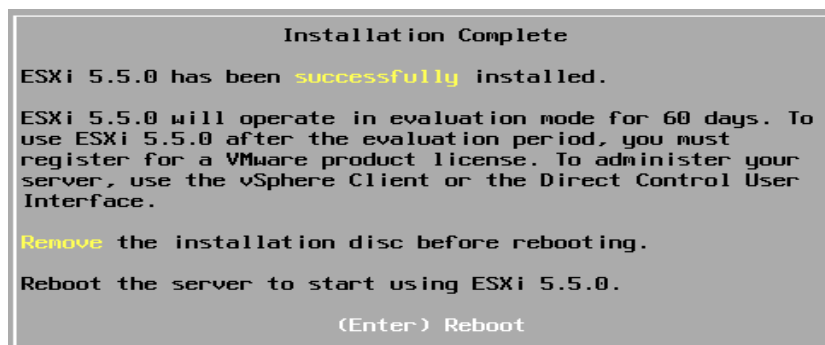 Installation Complete
ESXi 5.5.0 has been successfully installed.
ESXi 5.5.0 will operate in evaluation mode for 60 days. To
use ESXi 5.5.0 after the evaluation period, you must
register for a VMware product license. To administer your
server, use the vSphere Client or the Direct Control User
Interface.
Remove the installation disc before rebooting.
Reboot the server to start using ESXi 5.5.0.
(Enter) Reboot